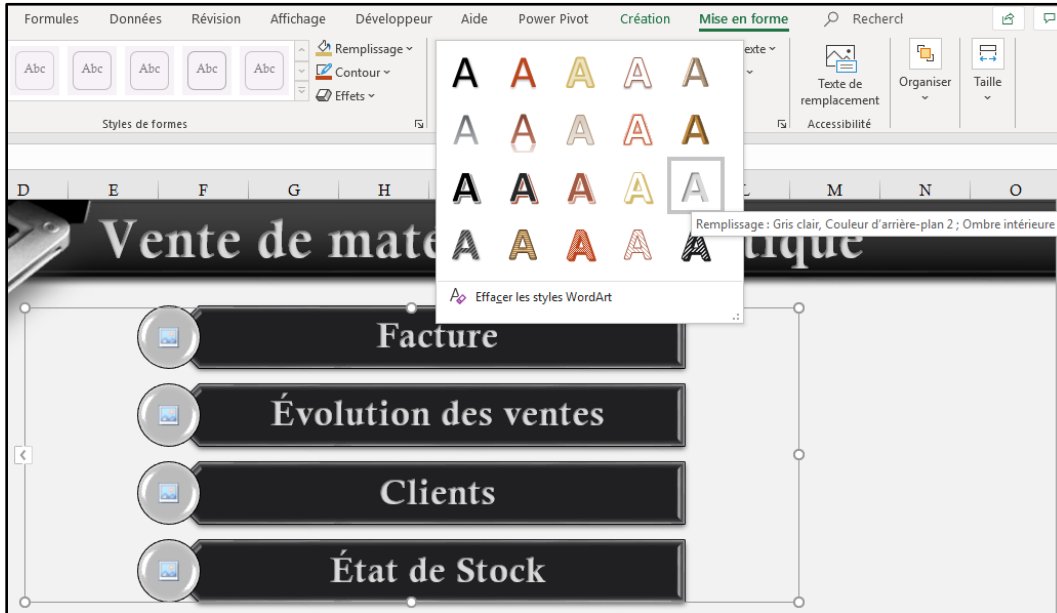 Formules Données Révision Affichage Développeur Aide Power Pivot Création Mise en forme Recherch
Abc Abc Abc Abc Abc
Remplissage
Contour
Effets
Styles de formes
A A A A A
A A A A A
A A A A A
A A A A A
Effacer les styles WordArt
exte
Texte de
remplacement
Accessibilité
Organiser
Taille
D E F G H L M N O
Remplissage : Gris clair, Couleur d'arrière-plan 2 ; Ombre intérieure
Vente de mate tique
Facture
Évolution des ventes
Clients
État de Stock